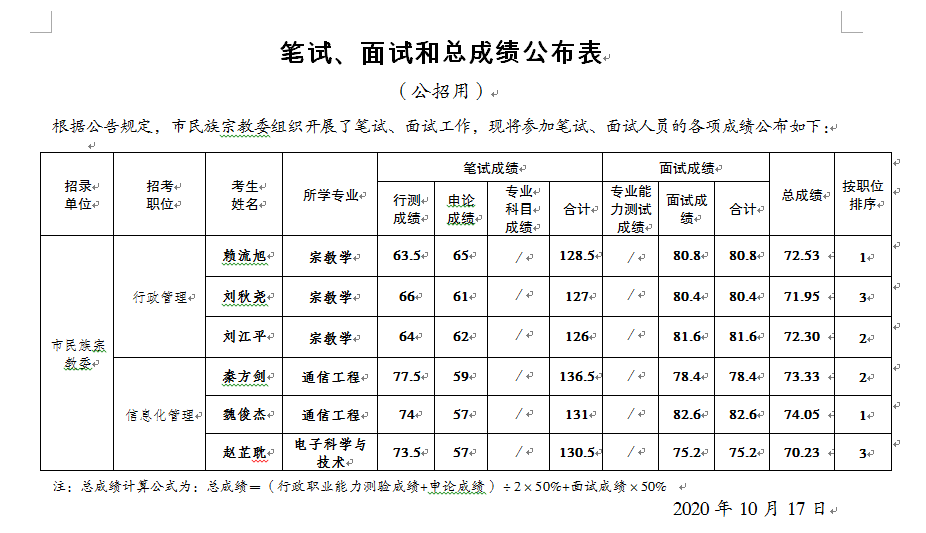 笔试、面试和总成绩公布表
（公招用）
根据公告规定，市民族宗教委组织开展了笔试、面试工作，现将参加笔试、面试人员的各项成绩公布如下：
招录单位 招考职位 考生姓名 所学专业 笔试成绩 面试成绩 总成绩 按职位排序
行测成绩 申论成绩 专业科目成绩 合计 专业能力测试成绩 面试成绩 合计
市民族宗教委 行政管理 赖流旭 宗教学 63.5 65 / 128.5 / 80.8 80.8 72.53 1
刘秋尧 宗教学 66 61 / 127 / 80.4 80.4 71.95 3
刘江平 宗教学 64 62 / 126 / 81.6 81.6 72.30 2
信息化管理 秦方剑 通信工程 77.5 59 / 136.5 / 78.4 78.4 73.33 2
魏俊杰 通信工程 74 57 / 131 / 82.6 82.6 74.05 1
赵芷耽 电子科学与技术 73.5 57 / 130.5 / 75.2 75.2 70.23 3
注：总成绩计算公式为：总成绩＝（行政职业能力测验成绩+申论成绩）÷2×50%+面试成绩×50%
2020 年 10 月 17 日